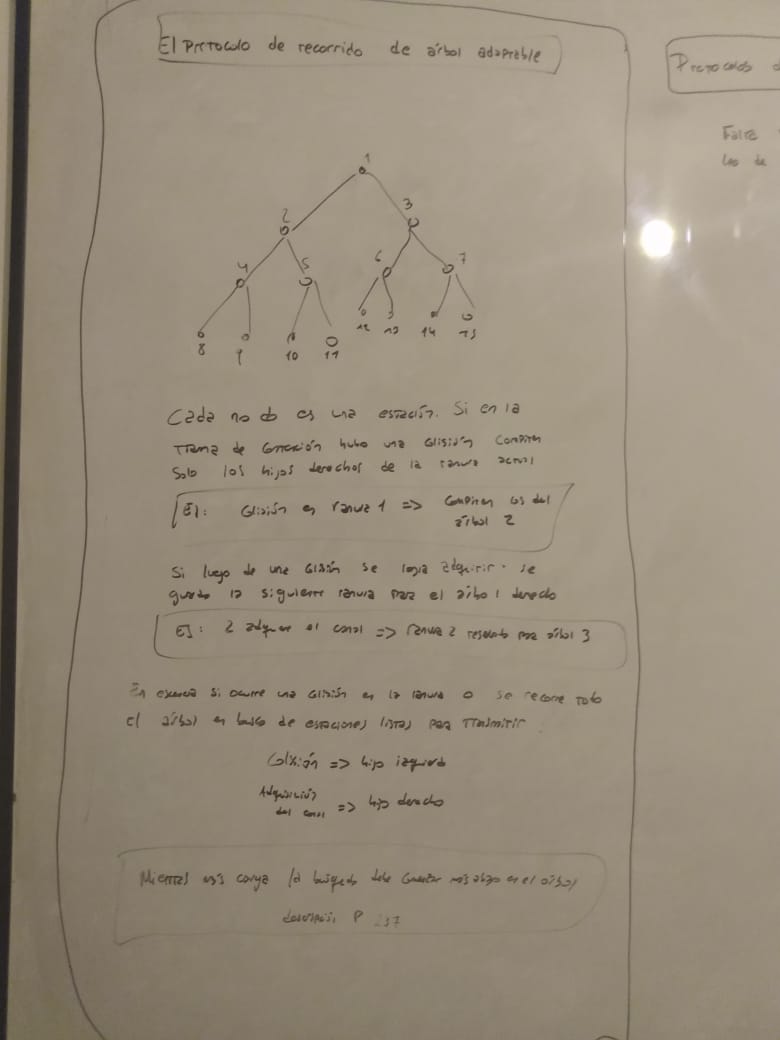 El Protocolo de recorrido de árbol adaptable
Protocolos
Falta
los de
1
2
3
4
5
6
7
8
9
10
11
12
13
14
15
Cada nodo es una estación. Si en la
trama de contención hubo una colisión compiten
solo los hijos derechos de la ranura actual
EJ: Colisión en ranura 1 => compiten los del
árbol 2
Si luego de una colisión se logra adquirir se
guarda la siguiente ranura para el árbol derecho
EJ: 2 adquiere el canal => ranura 2 reservado para árbol 3
En esencia si ocurre una colisión en la ranura 0 se recorre todo
el árbol en busca de estaciones listas para transmitir
Colisión => hijo izquierdo
Adquisición
del canal => hijo derecho
Mientras más carga la búsqueda debe comenzar más abajo en el árbol
P 237